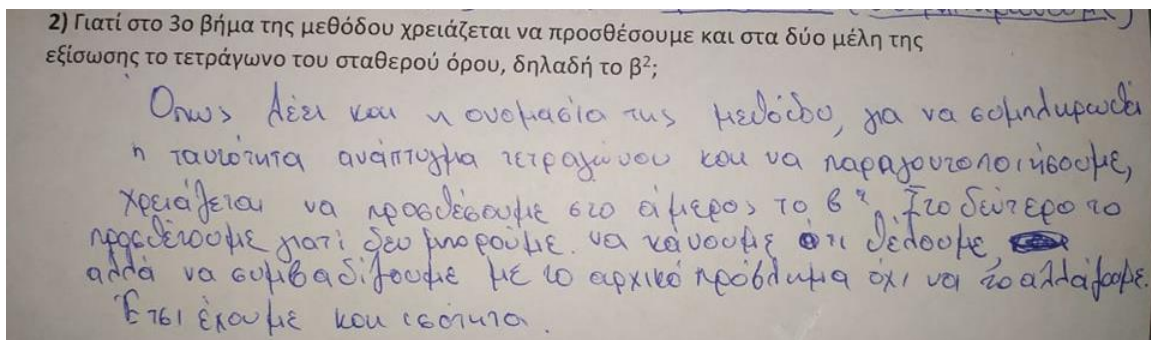 2) Γιατί στο 3ο βήμα της μεθόδου χρειάζεται να προσθέσουμε και στα δύο μέλη της
εξίσωσης το τετράγωνο του σταθερού όρου, δηλαδή το β²;
Οπως λέει και η ονομασία της μεθόδου, για να συμπληρωθεί
η ταυτότητα ανάπτυγμα τετραγώνου και να παραγοντοποιήσουμε,
χρειάζεται να προσθέσουμε στο ά μερος το β². Στο δεύτερο το
προσθέτουμε γιατί δεν μπορούμε να κάνουμε ότι θέλουμε,
αλλά να συμβαδίζουμε με το αρχικό πρόβλημα όχι να το αλλάζουμε.
Έτσι έχουμε και ισότητα.